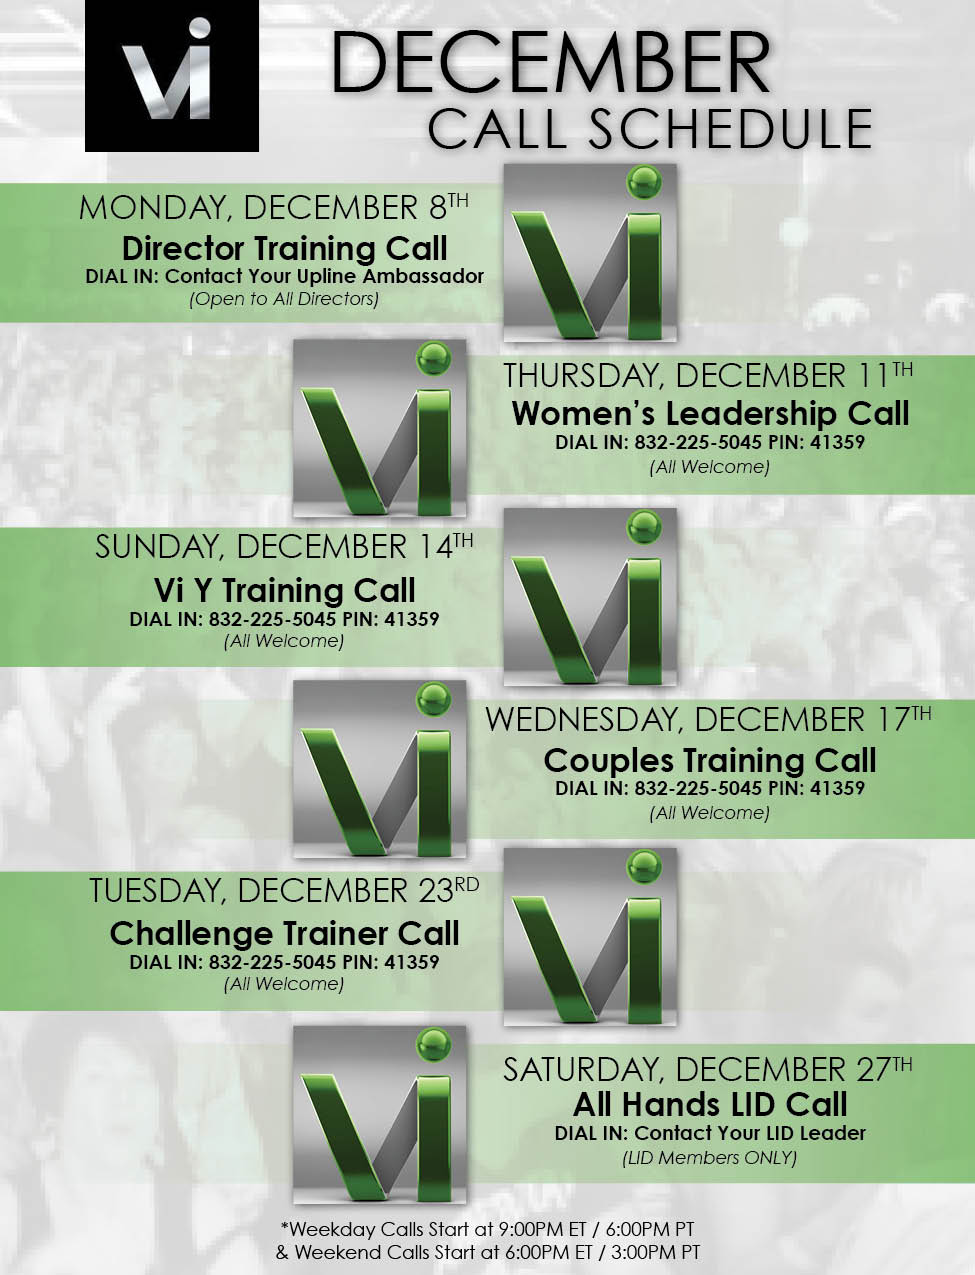 vi
DECEMBER
CALL SCHEDULE
MONDAY, DECEMBER 8TH
Director Training Call
DIAL IN: Contact Your Upline Ambassador
(Open to All Directors)
vi
vi
THURSDAY, DECEMBER 11TH
Women's Leadership Call
DIAL IN: 832-225-5045 PIN: 41359
(All Welcome)
SUNDAY, DECEMBER 14TH
Vi Y Training Call
DIAL IN: 832-225-5045 PIN: 41359
(All Welcome)
vi
vi
WEDNESDAY, DECEMBER 17TH
Couples Training Call
DIAL IN: 832-225-5045 PIN: 41359
(All Welcome)
TUESDAY, DECEMBER 23RD
Challenge Trainer Call
DIAL IN: 832-225-5045 PIN: 41359
(All Welcome)
vi
vi
SATURDAY, DECEMBER 27TH
All Hands LID Call
DIAL IN: Contact Your LID Leader
(LID Members ONLY)
*Weekday Calls Start at 9:00PM ET / 6:00PM PT
& Weekend Calls Start at 6:00PM ET / 3:00PM PT